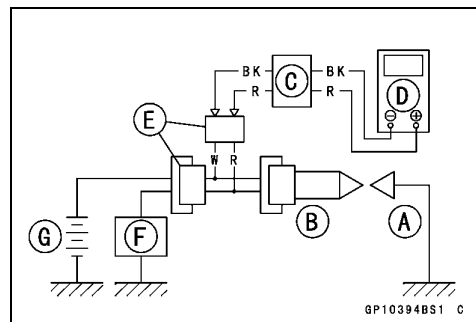 BK C BK
R R D
⊖ ⊕
E
W R
B A
G F
GP10394BS1 C